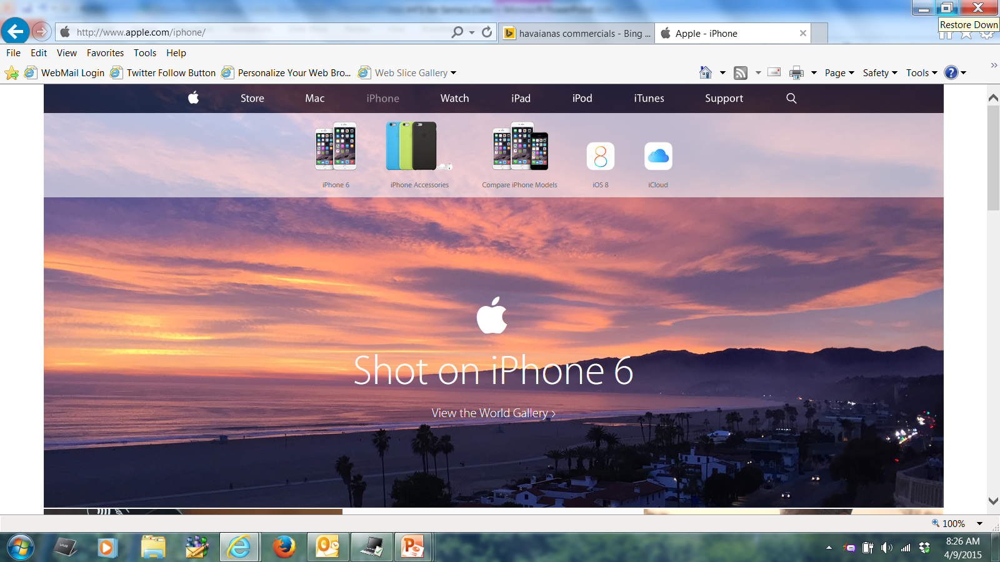 Restore Down
http://www.apple.com/iphone/
havaianas commercials - Bing ...
Apple - iPhone
File Edit View Favorites Tools Help
WebMail Login Twitter Follow Button Personalize Your Web Bro... Web Slice Gallery
Page Safety Tools
Store Mac iPhone Watch iPad iPod iTunes Support
iPhone 6 iPhone Accessories Compare iPhone Models iOS 8 iCloud
Shot on iPhone 6
View the World Gallery >
100%
8:26 AM
4/9/2015